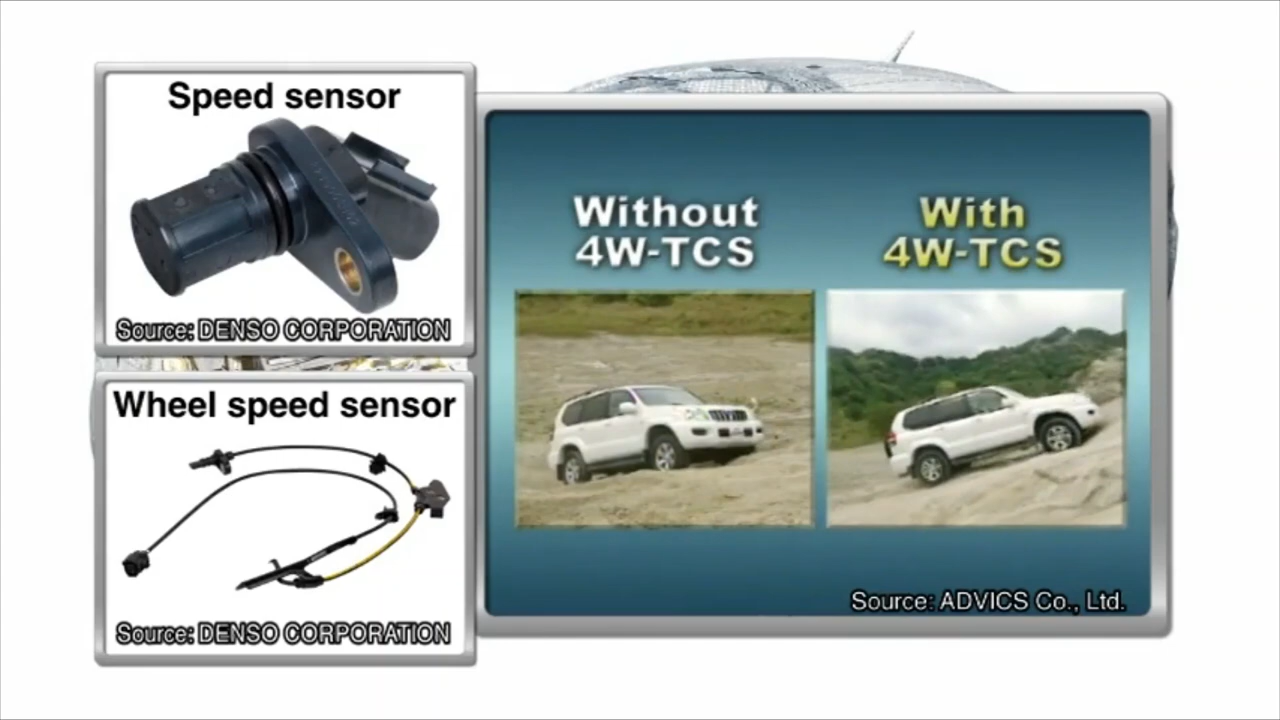 Speed sensor
Source: DENSO CORPORATION
Wheel speed sensor
Source: DENSO CORPORATION
Without
4W-TCS
With
4W-TCS
Source: ADVICS Co., Ltd.